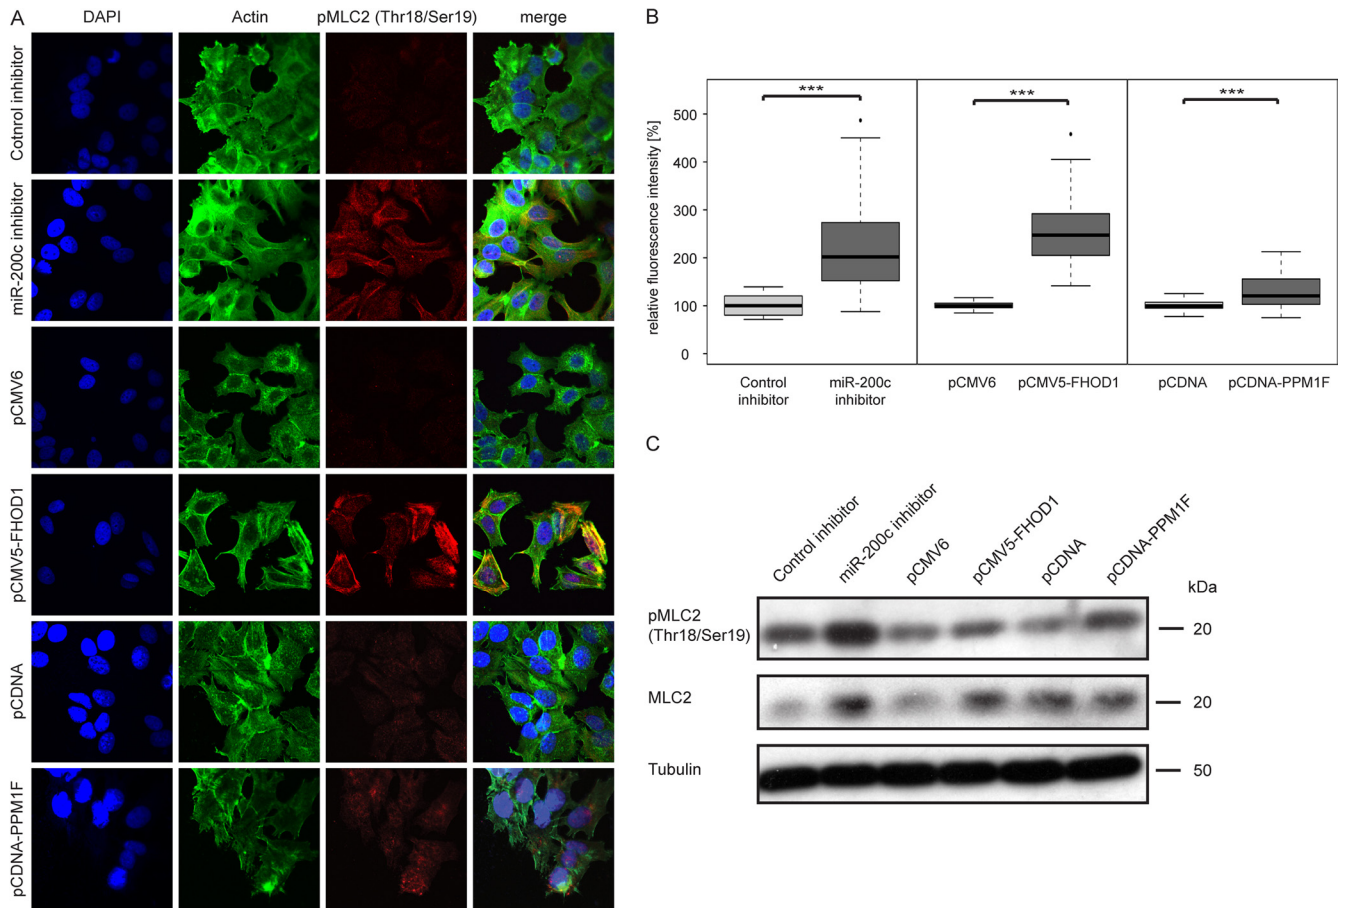 A
DAPI
Actin
pMLC2 (Thr18/Ser19)
merge
Cotnrol inhibitor
miR-200c inhibitor
pCMV6
pCMV5-FHOD1
pCDNA
pCDNA-PPM1F
B
relative fluorescence intensity [%]
500
400
300
200
100
0
***
***
***
Control
inhibitor
miR-200c
inhibitor
pCMV6
pCMV5-FHOD1
pCDNA
pCDNA-PPM1F
C
Control inhibitor
miR-200c inhibitor
pCMV6
pCMV5-FHOD1
pCDNA
pCDNA-PPM1F
kDa
pMLC2
(Thr18/Ser19)
20
MLC2
20
Tubulin
50